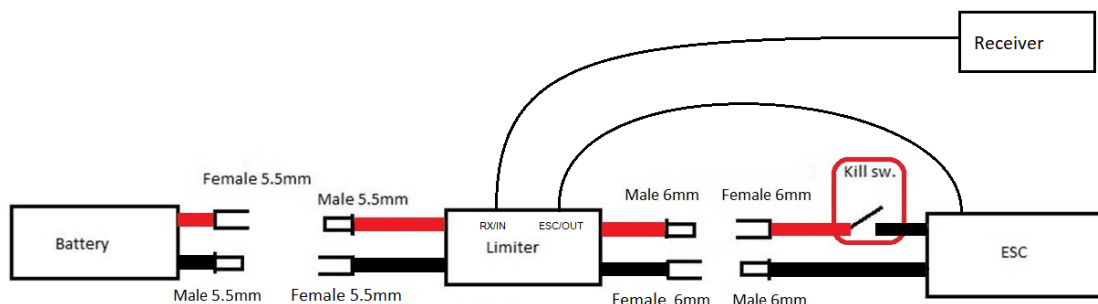 Receiver
Kill sw.
Female 5.5mm
Male 5.5mm
Male 6mm
Female 6mm
Battery
RX/IN
ESC/OUT
Limiter
ESC
Male 5.5mm
Female 5.5mm
Female 6mm
Male 6mm